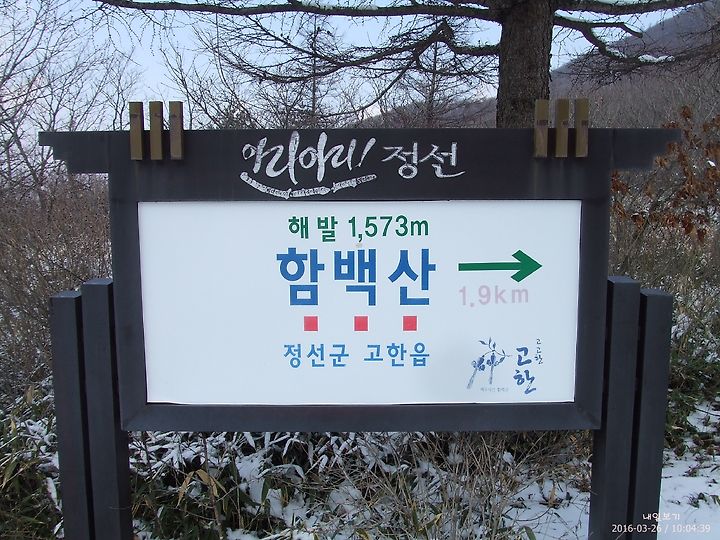 아리아리! 정선
해발 1,573m
함백산
1.9km
정선군 고한읍
고고한
고한
내일보기
2016-03-26 / 10:04:39